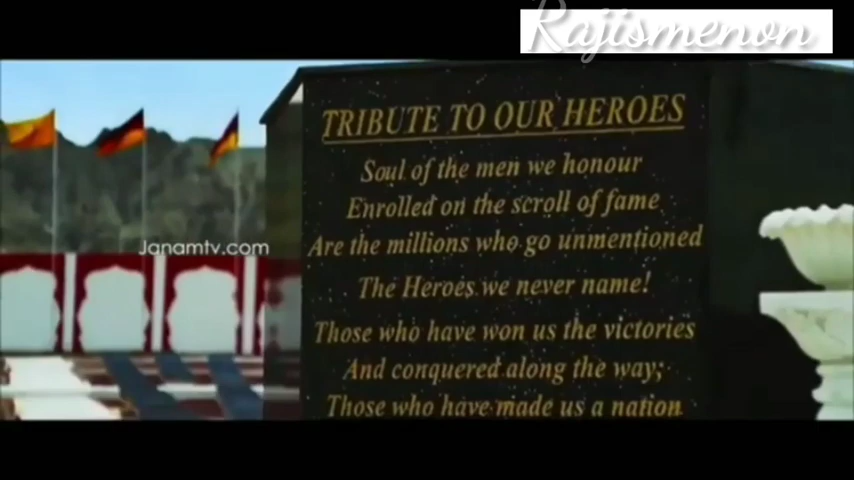 Rajismenon
TRIBUTE TO OUR HEROES
Soul of the men we honour
Enrolled on the scroll of fame
Are the millions who go unmentioned
Janamtv.com
The Heroes we never name!
Those who have won us the victories
And conquered along the way;
Those who have made us a nation